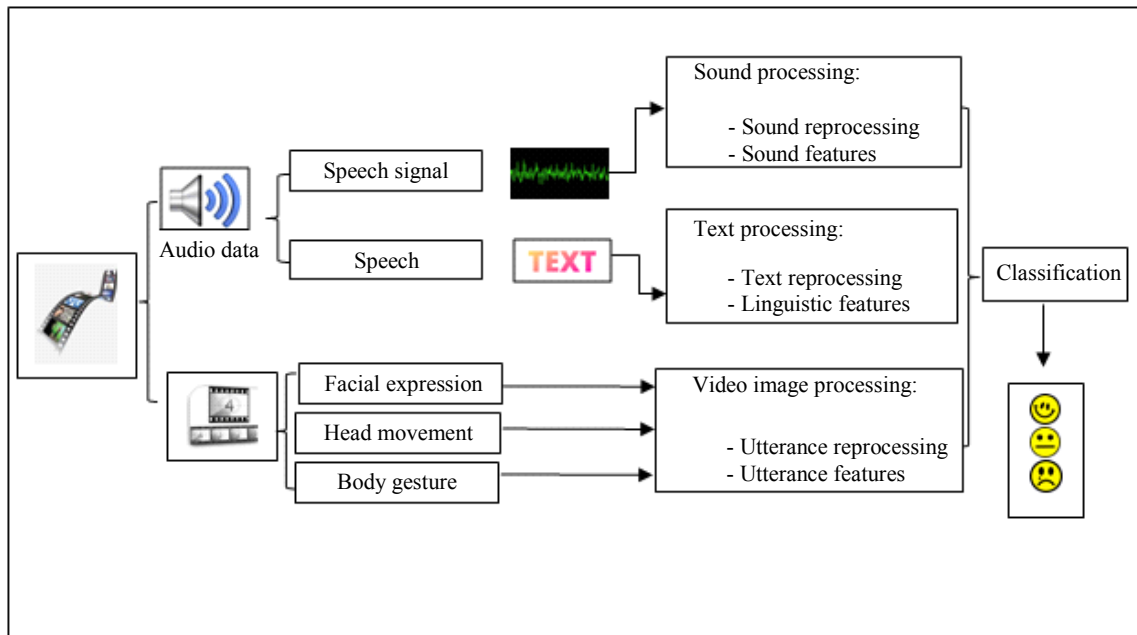 Sound processing:
- Sound reprocessing
- Sound features
Speech signal
Audio data
Speech
TEXT
Text processing:
- Text reprocessing
- Linguistic features
Classification
Facial expression
Head movement
Body gesture
4
Video image processing:
- Utterance reprocessing
- Utterance features